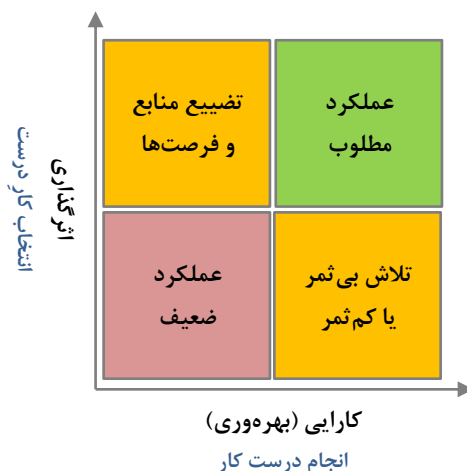 تضییع منابع
و فرصت‌ها
عملکرد
مطلوب
عملکرد
ضعیف
تلاش بی‌ثمر
یا کم‌ثمر
اثرگذاری
انتخاب کارِ درست
کارایی (بهره‌وری)
انجام درست کار